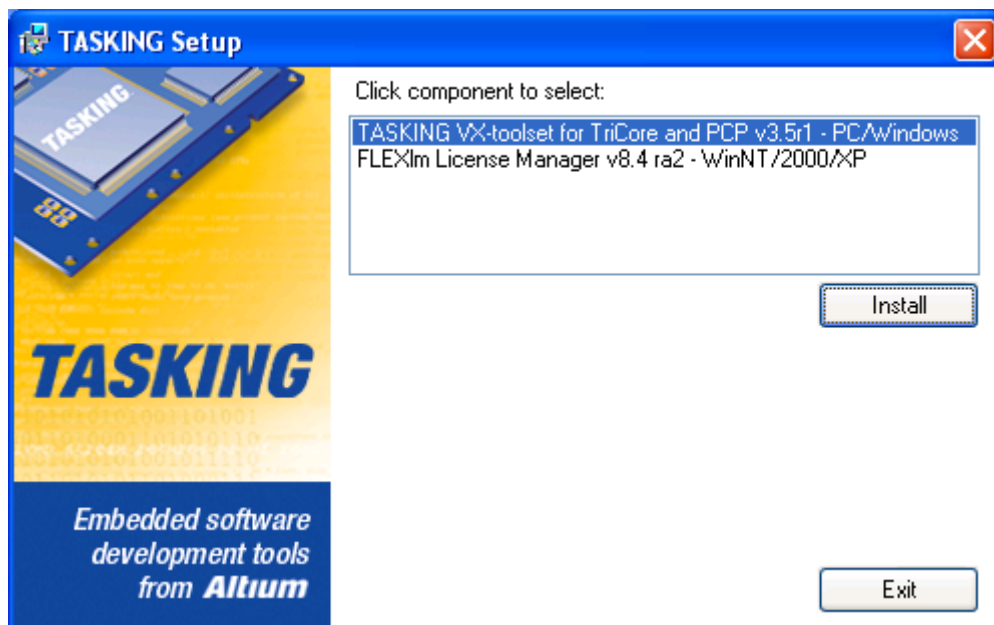 TASKING Setup
TASKING
Click component to select:
TASKING VX-toolset for TriCore and PCP v3.5r1 - PC/Windows
FLEXlm License Manager v8.4 ra2 - WinNT/2000/XP
Install
TASKING
Embedded software
development tools
from Altium
Exit